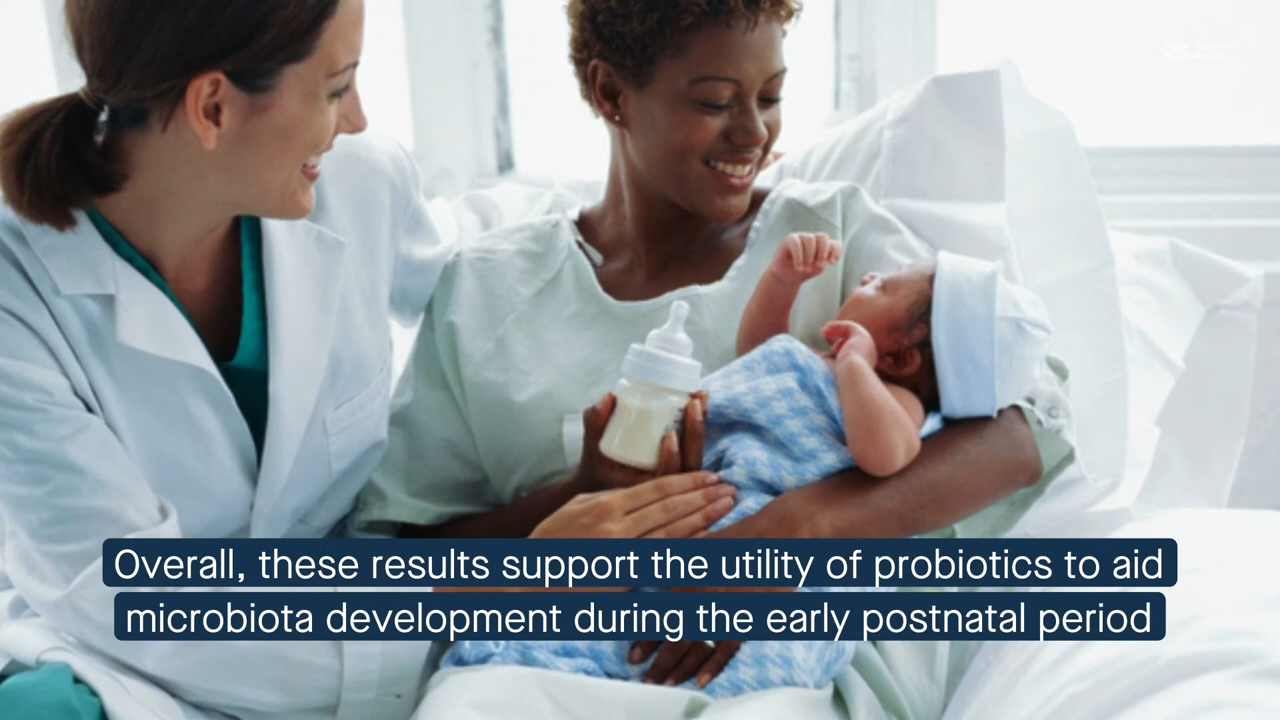 Overall, these results support the utility of probiotics to aid
microbiota development during the early postnatal period